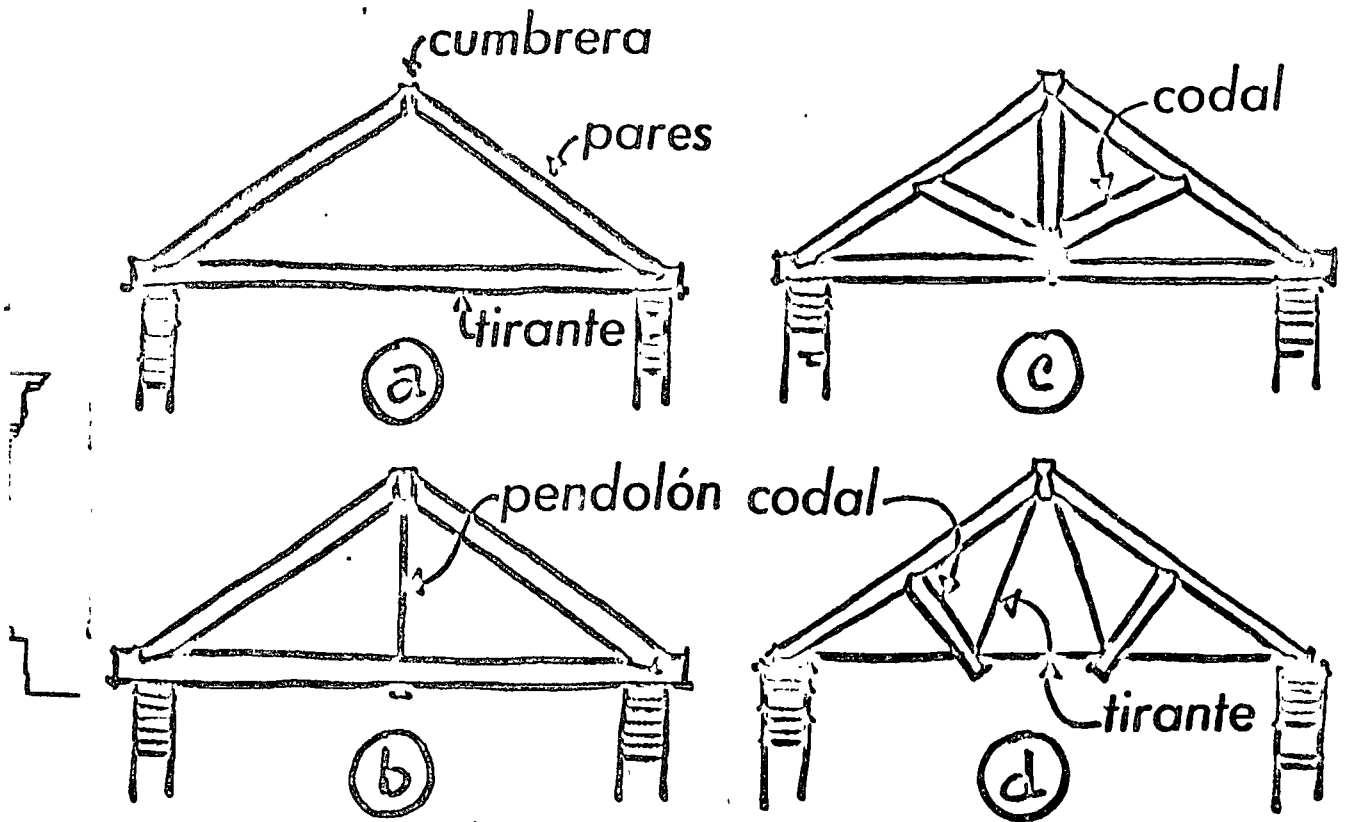 cumbrera
pares
tirante
a
codal
c
pendolón
b
codal
tirante
d